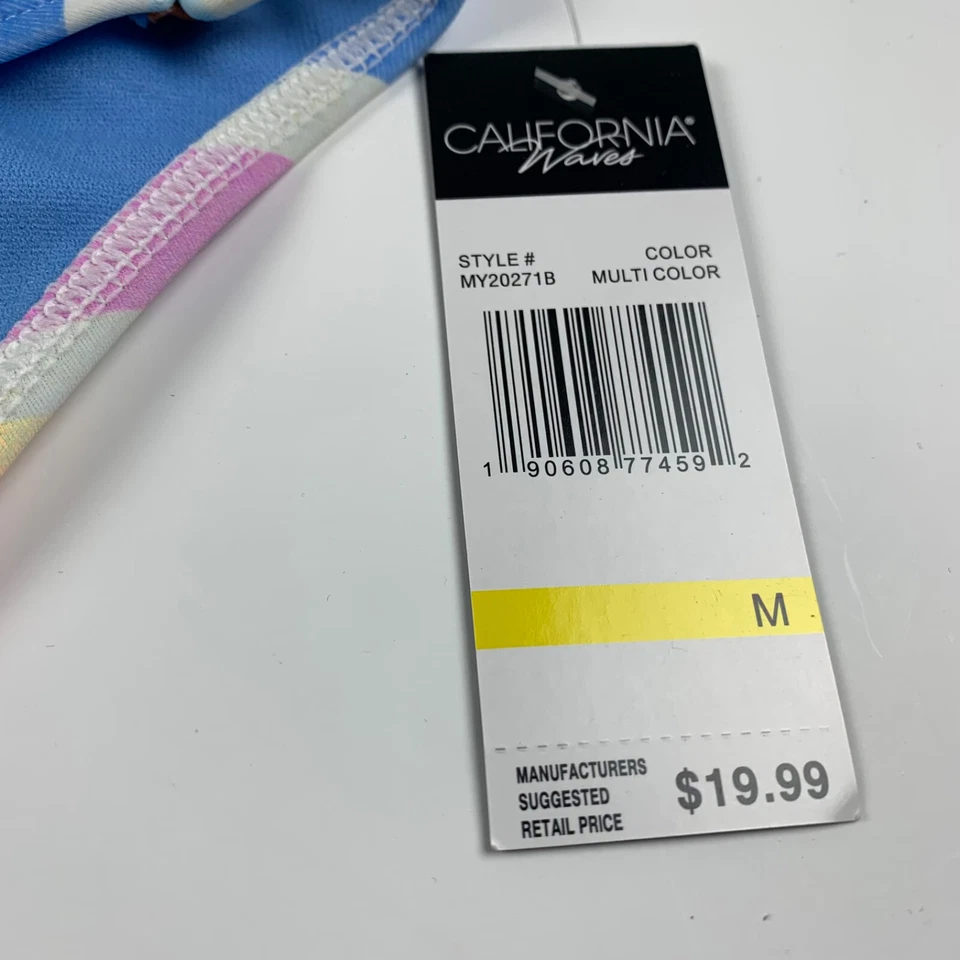 CALIFORNIA®
Waves
STYLE # COLOR
MY20271B MULTI COLOR
1 90608 77459 2
M
MANUFACTURERS
SUGGESTED
RETAIL PRICE
$19.99